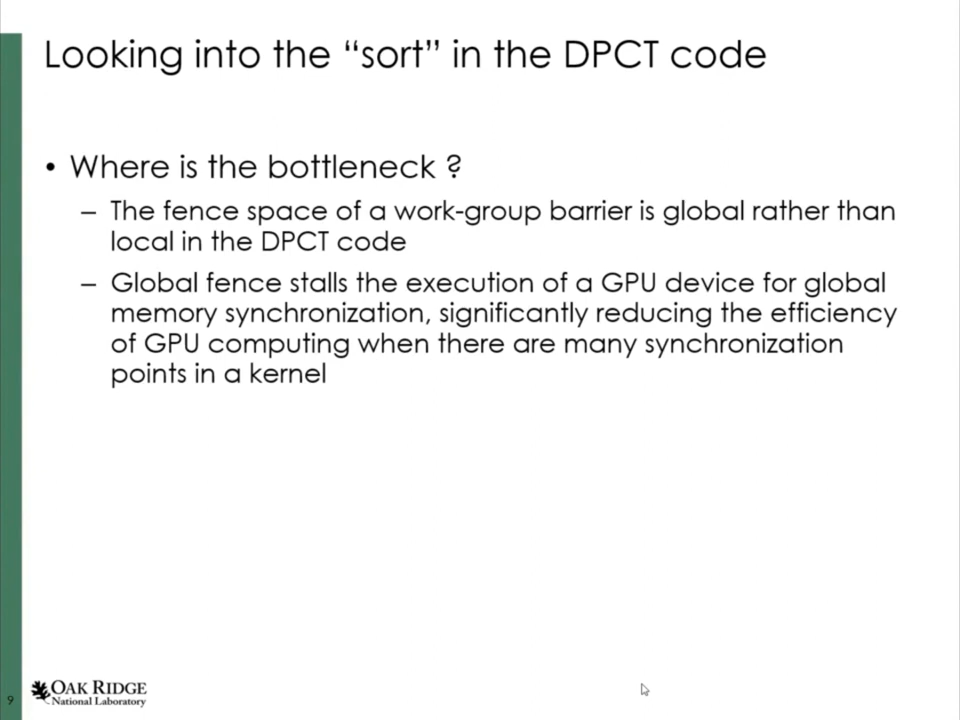 Looking into the “sort” in the DPCT code
• Where is the bottleneck ?
– The fence space of a work-group barrier is global rather than
local in the DPCT code
– Global fence stalls the execution of a GPU device for global
memory synchronization, significantly reducing the efficiency
of GPU computing when there are many synchronization
points in a kernel
9
OAK RIDGE
National Laboratory